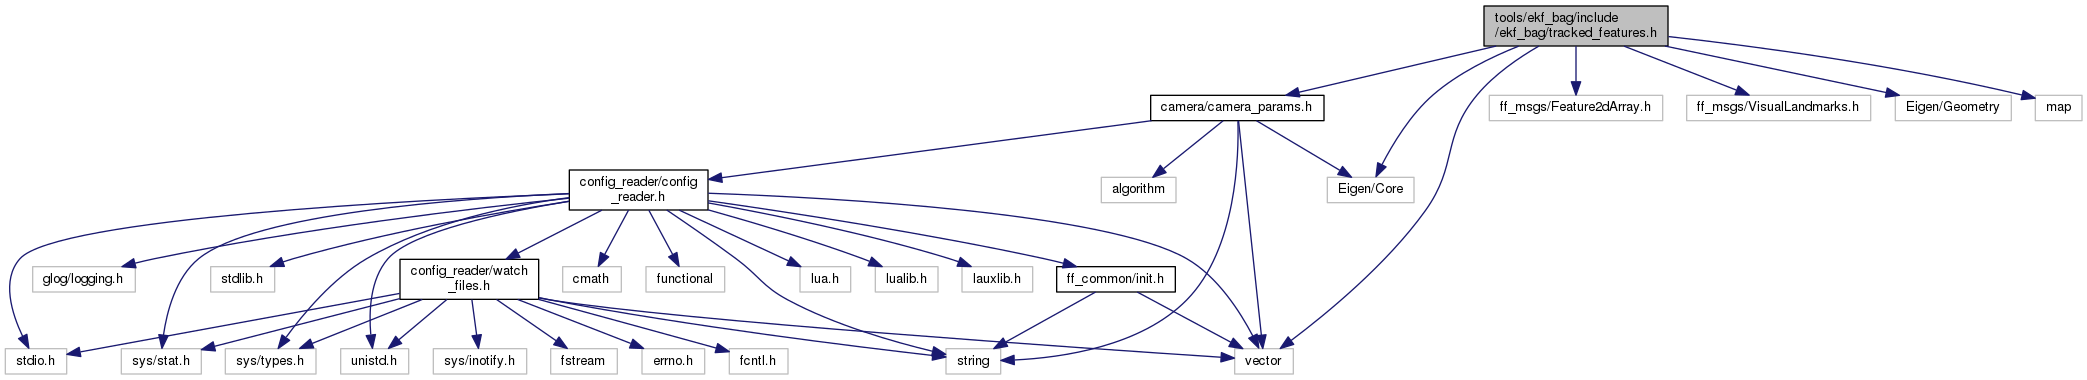 tools/ekf_bag/include
/ekf_bag/tracked_features.h
camera/camera_params.h
ff_msgs/Feature2dArray.h
ff_msgs/VisualLandmarks.h
Eigen/Geometry
map
config_reader/config
_reader.h
algorithm
Eigen/Core
glog/logging.h
stdlib.h
config_reader/watch
_files.h
cmath
functional
lua.h
lualib.h
lauxlib.h
ff_common/init.h
stdio.h
sys/stat.h
sys/types.h
unistd.h
sys/inotify.h
fstream
errno.h
fcntl.h
string
vector